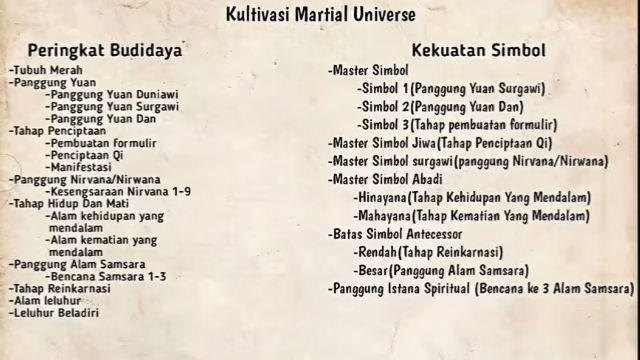 Kultivasi Martial Universe
Peringkat Budidaya
-Tubuh Merah
-Panggung Yuan
-Panggung Yuan Duniawi
-Panggung Yuan Surgawi
-Panggung Yuan Dan
-Tahap Penciptaan
-Pembuatan formulir
-Penciptaan Qi
-Manifestasi
-Panggung Nirvana/Nirwana
-Kesengsaraan Nirvana 1-9
-Tahap Hidup Dan Mati
-Alam kehidupan yang
mendalam
-Alam kematian yang
mendalam
-Panggung Alam Samsara
-Bencana Samsara 1-3
-Tahap Reinkarnasi
-Alam leluhur
-Leluhur Beladiri
Kekuatan Simbol
-Master Simbol
-Simbol 1(Panggung Yuan Surgawi)
-Simbol 2(Panggung Yuan Dan)
-Simbol 3(Tahap pembuatan formulir)
-Master Simbol Jiwa(Tahap Penciptaan Qi)
-Master Simbol surgawi(panggung Nirvana/Nirwana)
-Master Simbol Abadi
-Hinayana(Tahap Kehidupan Yang Mendalam)
-Mahayana(Tahap Kematian Yang Mendalam)
-Batas Simbol Antecessor
-Rendah(Tahap Reinkarnasi)
-Besar(Panggung Alam Samsara)
-Panggung Istana Spiritual (Bencana ke 3 Alam Samsara)